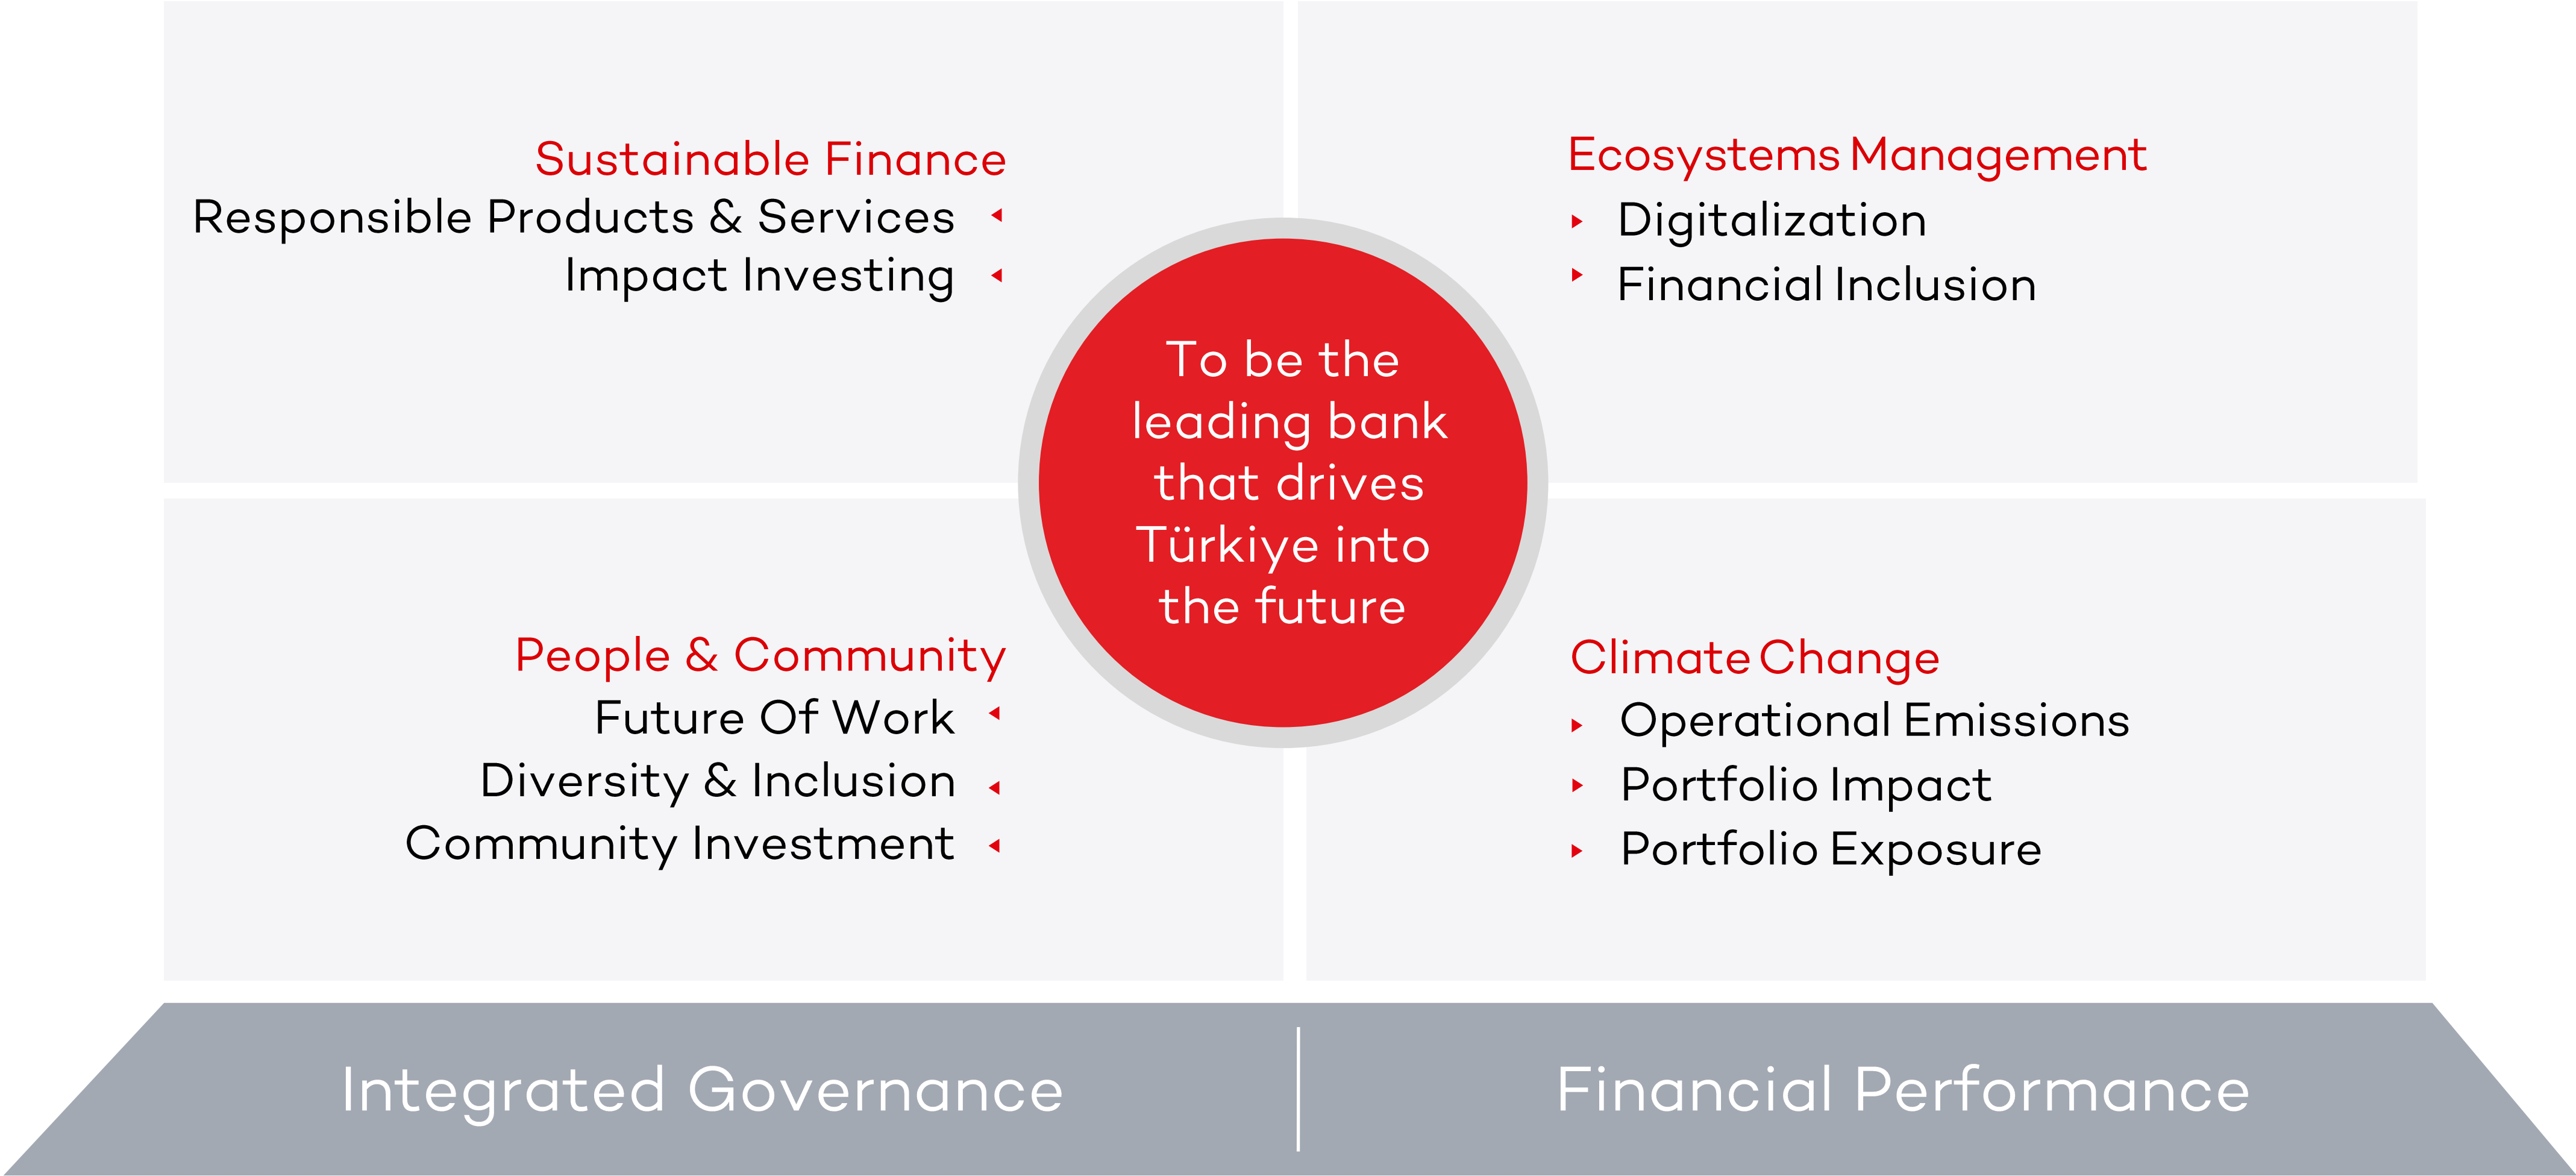 Sustainable Finance
Responsible Products & Services
Impact Investing
Ecosystems Management
Digitalization
Financial Inclusion
To be the
leading bank
that drives
Türkiye into
the future
People & Community
Future Of Work
Diversity & Inclusion
Community Investment
Climate Change
Operational Emissions
Portfolio Impact
Portfolio Exposure
Integrated Governance
Financial Performance